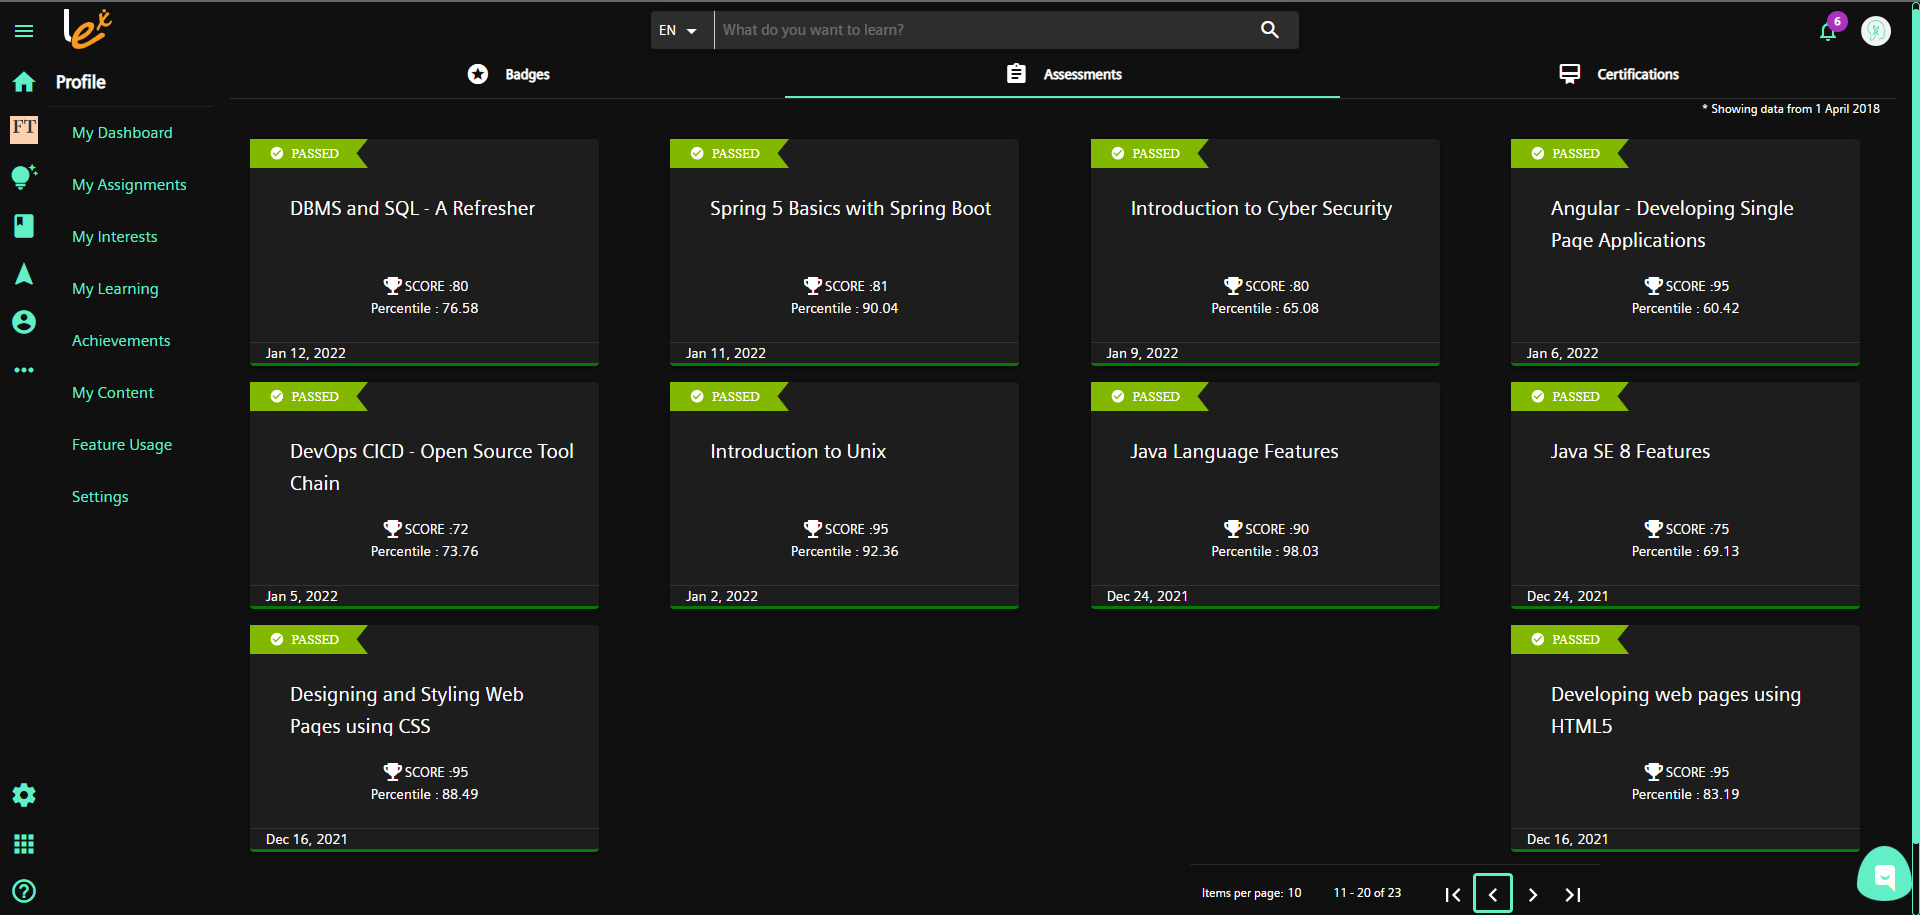 Lex
EN
What do you want to learn?
6
Profile
Badges
Assessments
Certifications
* Showing data from 1 April 2018
FT
My Dashboard
My Assignments
My Interests
My Learning
Achievements
My Content
Feature Usage
Settings
PASSED
DBMS and SQL - A Refresher
SCORE :80
Percentile : 76.58
Jan 12, 2022
PASSED
Spring 5 Basics with Spring Boot
SCORE :81
Percentile : 90.04
Jan 11, 2022
PASSED
Introduction to Cyber Security
SCORE :80
Percentile : 65.08
Jan 9, 2022
PASSED
Angular - Developing Single
Page Applications
SCORE :95
Percentile : 60.42
Jan 6, 2022
PASSED
DevOps CICD - Open Source Tool
Chain
SCORE :72
Percentile : 73.76
Jan 5, 2022
PASSED
Introduction to Unix
SCORE :95
Percentile : 92.36
Jan 2, 2022
PASSED
Java Language Features
SCORE :90
Percentile : 98.03
Dec 24, 2021
PASSED
Java SE 8 Features
SCORE :75
Percentile : 69.13
Dec 24, 2021
PASSED
Designing and Styling Web
Pages using CSS
SCORE :95
Percentile : 88.49
Dec 16, 2021
PASSED
Developing web pages using
HTML5
SCORE :95
Percentile : 83.19
Dec 16, 2021
Items per page: 10
11 - 20 of 23